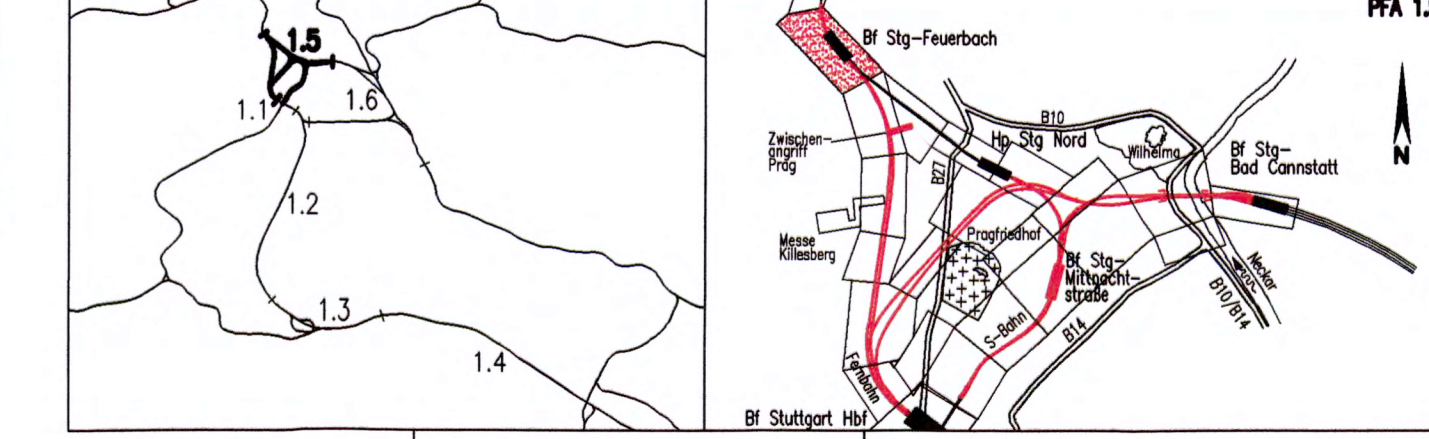 1.5
1.1
1.6
1.2
1.3
1.4
PFA 1.
Bf Stg-Feuerbach
B10
Hp Stg Nord
Wilhelma
Bf Stg-
Bad Cannstatt
N
Zwischen-
angriff
Prag
B27
Messe
Killesberg
Pragfriedhof
Bf Stg-
Mittnacht-
straße
Neckar
B10/B14
S-Bahn
B14
Fernbahn
Bf Stuttgart Hbf